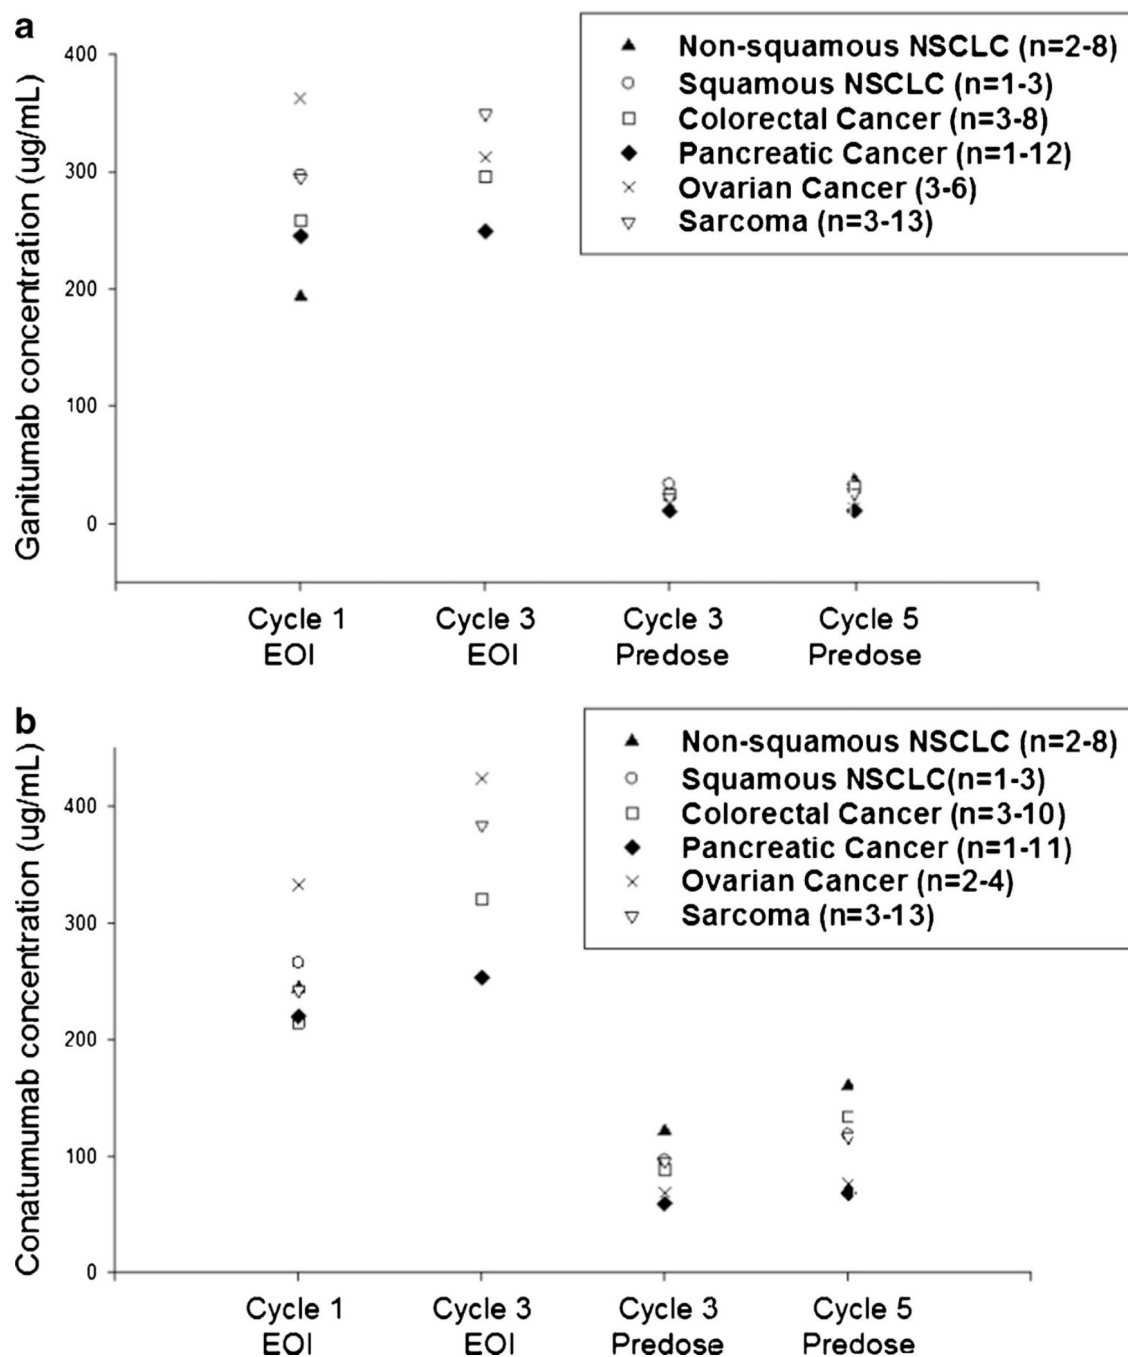 a
Ganitumab concentration (ug/mL)
400
300
200
100
0
Non-squamous NSCLC (n=2-8)
Squamous NSCLC (n=1-3)
Colorectal Cancer (n=3-8)
Pancreatic Cancer (n=1-12)
Ovarian Cancer (3-6)
Sarcoma (n=3-13)
Cycle 1 EOI
Cycle 3 EOI
Cycle 3 Predose
Cycle 5 Predose
b
Conatumumab concentration (ug/mL)
400
300
200
100
0
Non-squamous NSCLC (n=2-8)
Squamous NSCLC(n=1-3)
Colorectal Cancer (n=3-10)
Pancreatic Cancer (n=1-11)
Ovarian Cancer (n=2-4)
Sarcoma (n=3-13)
Cycle 1 EOI
Cycle 3 EOI
Cycle 3 Predose
Cycle 5 Predose